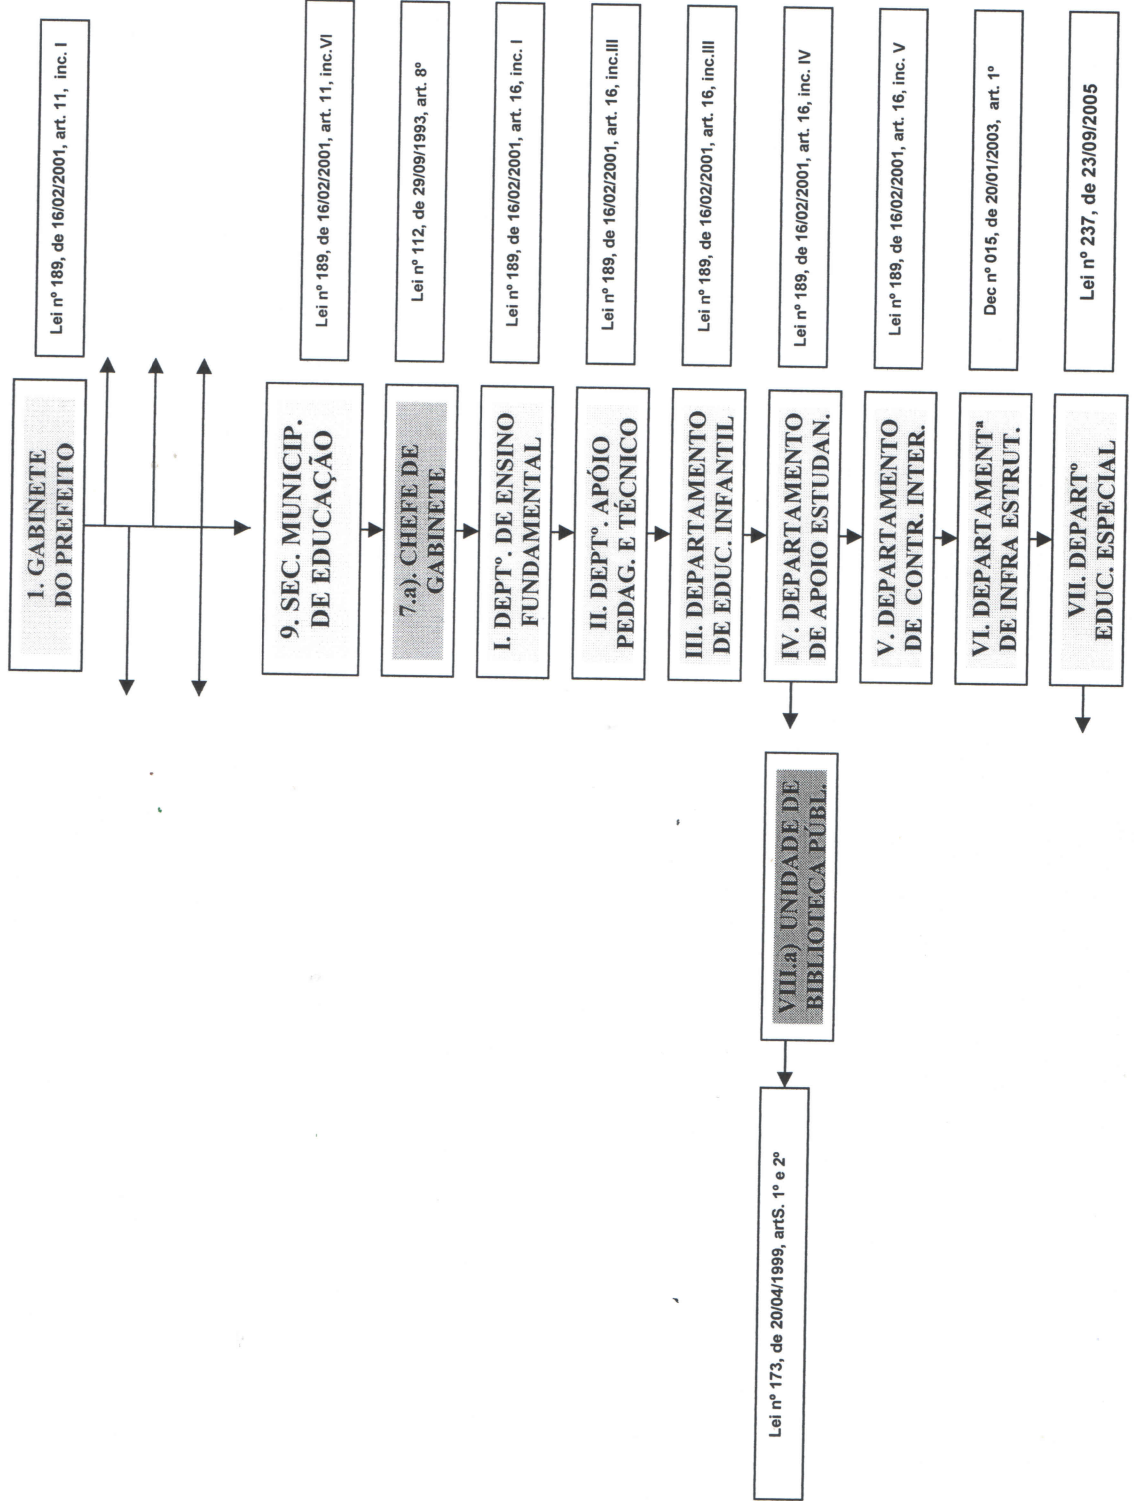 1. GABINETE
DO PREFEITO
Lei nº 189, de 16/02/2001, art. 11, inc. I
9. SEC. MUNICIP.
DE EDUCAÇÃO
Lei nº 189, de 16/02/2001, art. 11, inc.VI
7.a). CHEFE DE
GABINETE
Lei nº 112, de 29/09/1993, art. 8º
I. DEPTº. DE ENSINO
FUNDAMENTAL
Lei nº 189, de 16/02/2001, art. 16, inc. I
II. DEPTº. APÓIO
PEDAG. E TÉCNICO
Lei nº 189, de 16/02/2001, art. 16, inc.III
III. DEPARTAMENTO
DE EDUC. INFANTIL
Lei nº 189, de 16/02/2001, art. 16, inc.III
IV. DEPARTAMENTO
DE APOIO ESTUDAN.
Lei nº 189, de 16/02/2001, art. 16, inc. IV
VIII.a) UNIDADE DE
BIBLIOTECA PÚBL.
Lei nº 173, de 20/04/1999, artS. 1º e 2º
V. DEPARTAMENTO
DE CONTR. INTER.
Lei nº 189, de 16/02/2001, art. 16, inc. V
VI. DEPARTAMENTª
DE INFRA ESTRUT.
Dec nº 015, de 20/01/2003, art. 1º
VII. DEPARTº
EDUC. ESPECIAL
Lei nº 237, de 23/09/2005